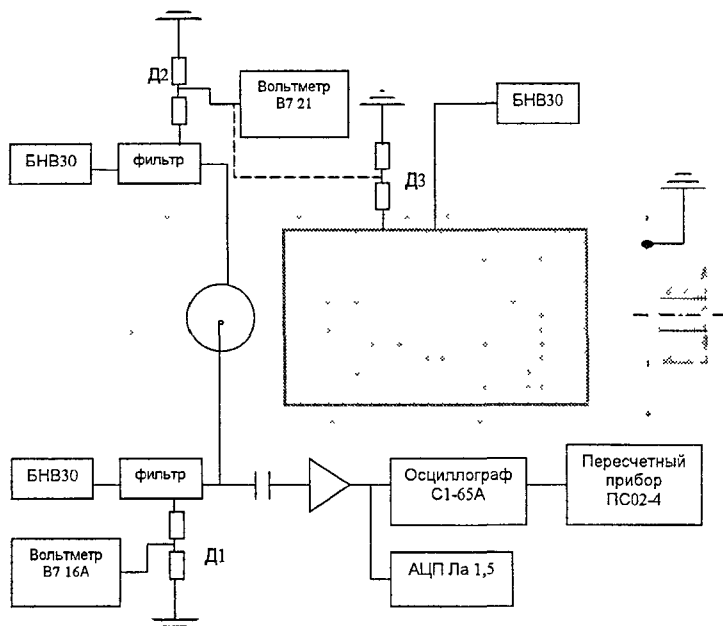 Д2
Вольтметр
В7 21
БНВ30
БНВ30
фильтр
Д3
БНВ30
фильтр
Осциллограф
С1-65А
Пересчетный
прибор
ПС02-4
Вольтметр
В7 16А
Д1
АЦП Ла 1,5